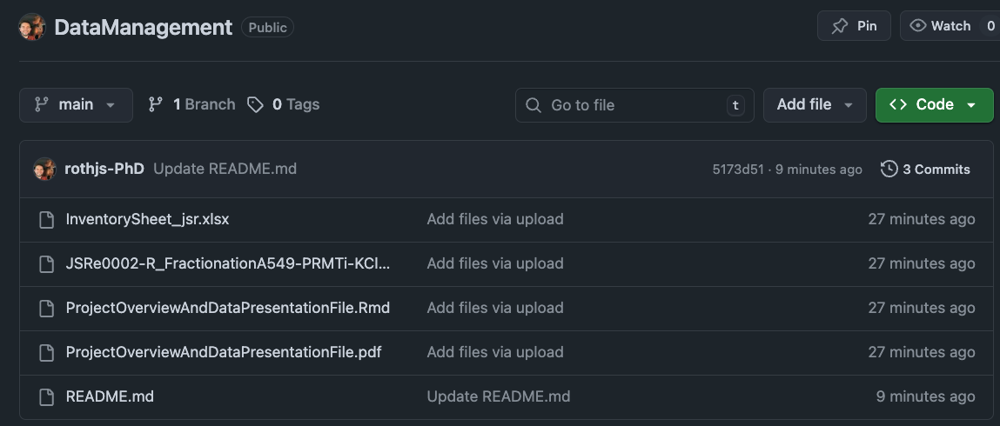 DataManagement Public Pin Watch 0
main 1 Branch 0 Tags Go to file t Add file Code
rothjs-PhD Update README.md 5173d51 · 9 minutes ago 3 Commits
InventorySheet_jsr.xlsx Add files via upload 27 minutes ago
JSRe0002-R_FractionationA549-PRMTi-KCl... Add files via upload 27 minutes ago
ProjectOverviewAndDataPresentationFile.Rmd Add files via upload 27 minutes ago
ProjectOverviewAndDataPresentationFile.pdf Add files via upload 27 minutes ago
README.md Update README.md 9 minutes ago